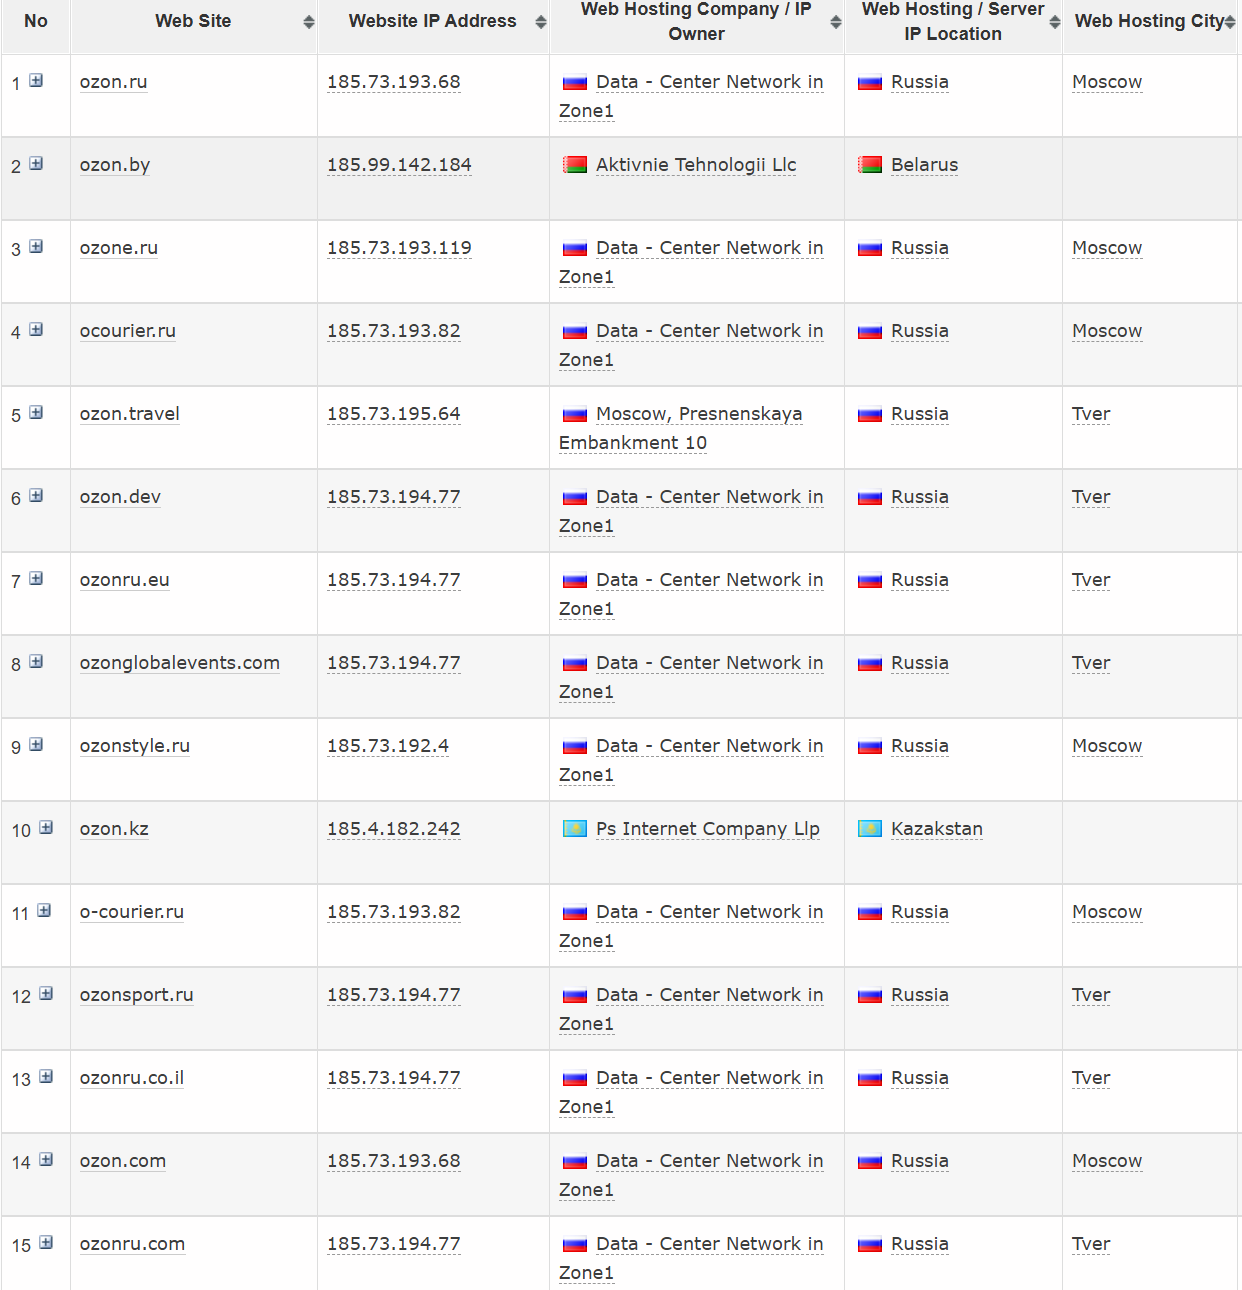 No Web Site Website IP Address Web Hosting Company / IP Owner Web Hosting / Server IP Location Web Hosting City
1 ozon.ru 185.73.193.68 Data - Center Network in Zone1 Russia Moscow
2 ozon.by 185.99.142.184 Aktivnie Tehnologii Llc Belarus
3 ozone.ru 185.73.193.119 Data - Center Network in Zone1 Russia Moscow
4 ocourier.ru 185.73.193.82 Data - Center Network in Zone1 Russia Moscow
5 ozon.travel 185.73.195.64 Moscow, Presnenskaya Embankment 10 Russia Tver
6 ozon.dev 185.73.194.77 Data - Center Network in Zone1 Russia Tver
7 ozonru.eu 185.73.194.77 Data - Center Network in Zone1 Russia Tver
8 ozonglobalevents.com 185.73.194.77 Data - Center Network in Zone1 Russia Tver
9 ozonstyle.ru 185.73.192.4 Data - Center Network in Zone1 Russia Moscow
10 ozon.kz 185.4.182.242 Ps Internet Company Llp Kazakstan
11 o-courier.ru 185.73.193.82 Data - Center Network in Zone1 Russia Moscow
12 ozonsport.ru 185.73.194.77 Data - Center Network in Zone1 Russia Tver
13 ozonru.co.il 185.73.194.77 Data - Center Network in Zone1 Russia Tver
14 ozon.com 185.73.193.68 Data - Center Network in Zone1 Russia Moscow
15 ozonru.com 185.73.194.77 Data - Center Network in Zone1 Russia Tver